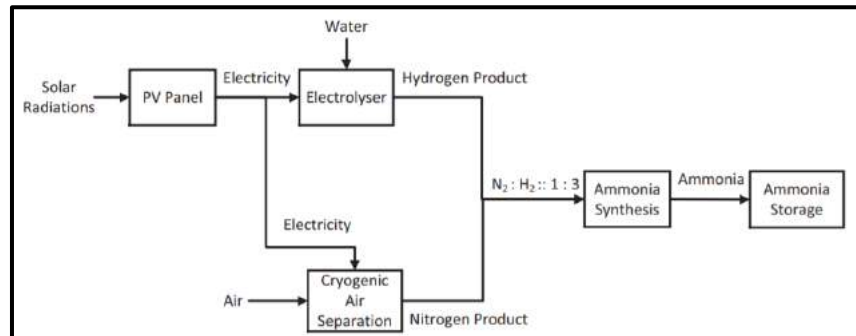 Water
Electricity
Hydrogen Product
Solar
Radiations
PV Panel
Electrolyser
N₂ : H₂ :: 1 : 3
Ammonia
Synthesis
Ammonia
Ammonia
Storage
Electricity
Air
Cryogenic
Air
Separation
Nitrogen Product